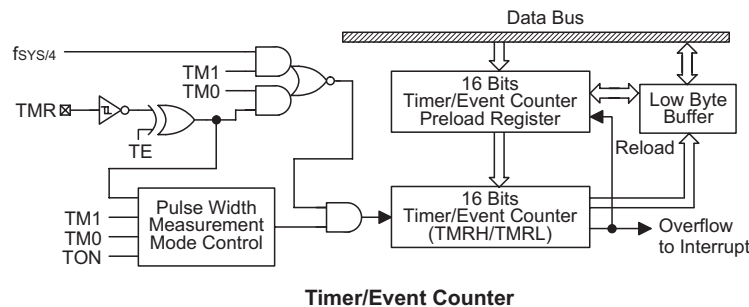 Data Bus
fSYS/4
TM1
TM0
TMR
TE
16 Bits
Timer/Event Counter
Preload Register
Low Byte
Buffer
Reload
TM1
TM0
TON
Pulse Width
Measurement
Mode Control
16 Bits
Timer/Event Counter
(TMRH/TMRL)
Overflow
to Interrupt
Timer/Event Counter